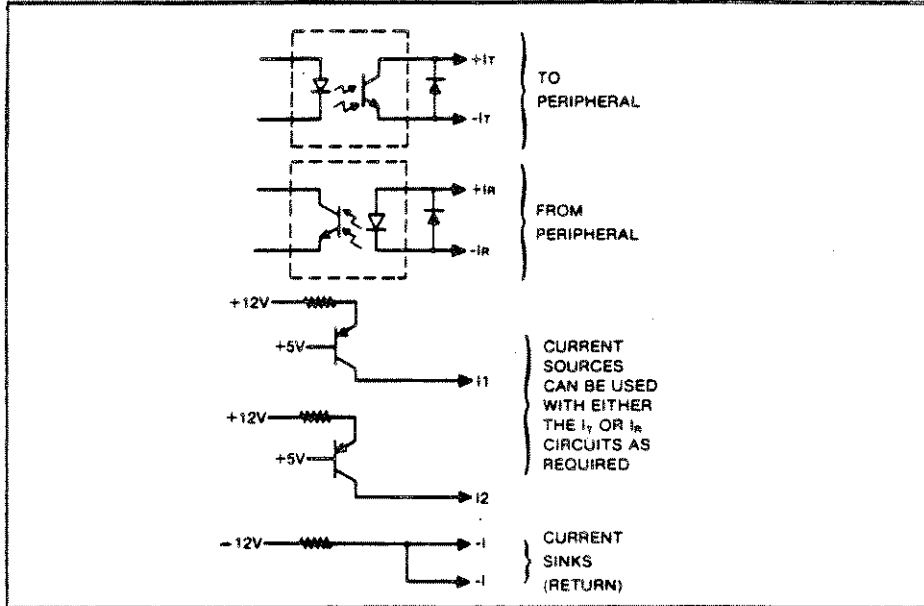 +IT
-IT
TO
PERIPHERAL
+IR
-IR
FROM
PERIPHERAL
+12V
+5V
I1
+12V
+5V
I2
CURRENT
SOURCES
CAN BE USED
WITH EITHER
THE IT OR IR
CIRCUITS AS
REQUIRED
-12V
-I
-I
CURRENT
SINKS
(RETURN)